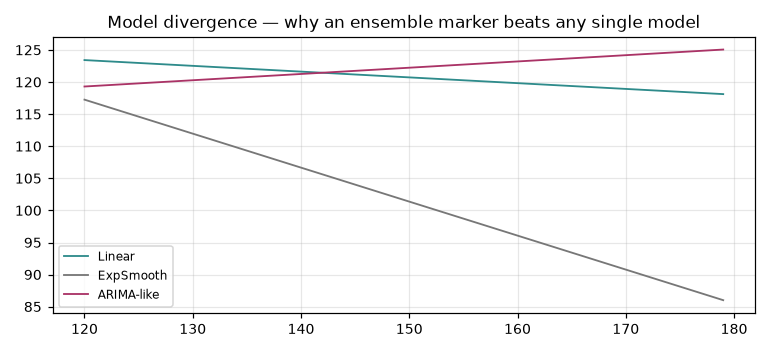 Model divergence — why an ensemble marker beats any single model
125
120
115
110
105
100
95
90
85
Linear
ExpSmooth
ARIMA-like
120 130 140 150 160 170 180